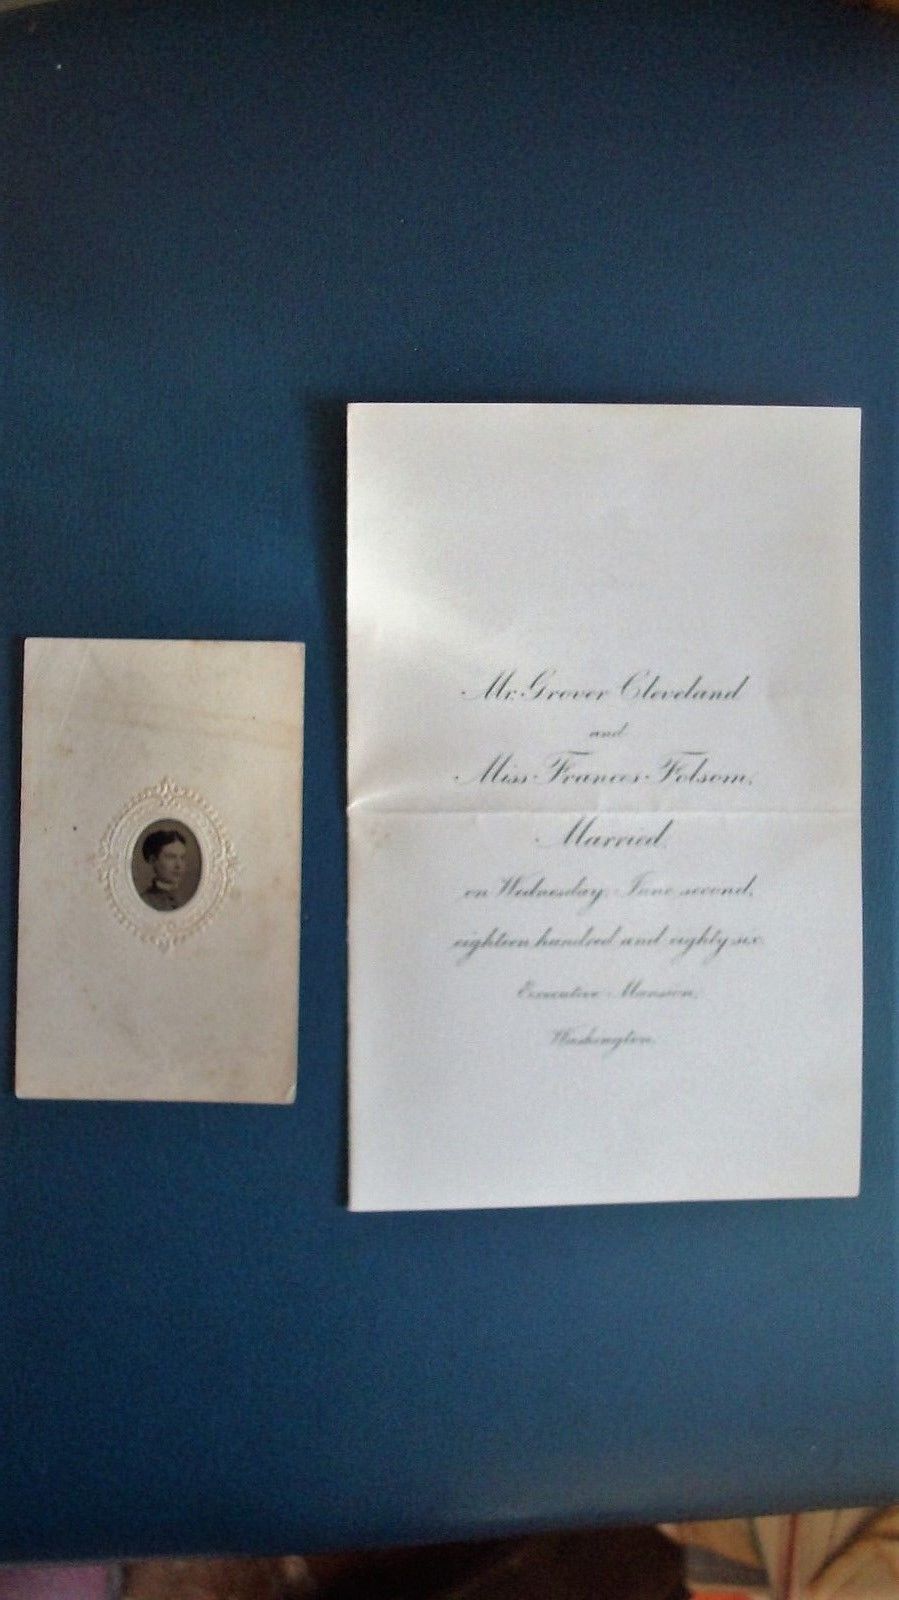 Mr. Grover Cleveland
and
Miss Frances Folsom,
Married,
on Wednesday, June second,
eighteen hundred and eighty six.
Executive Mansion,
Washington.